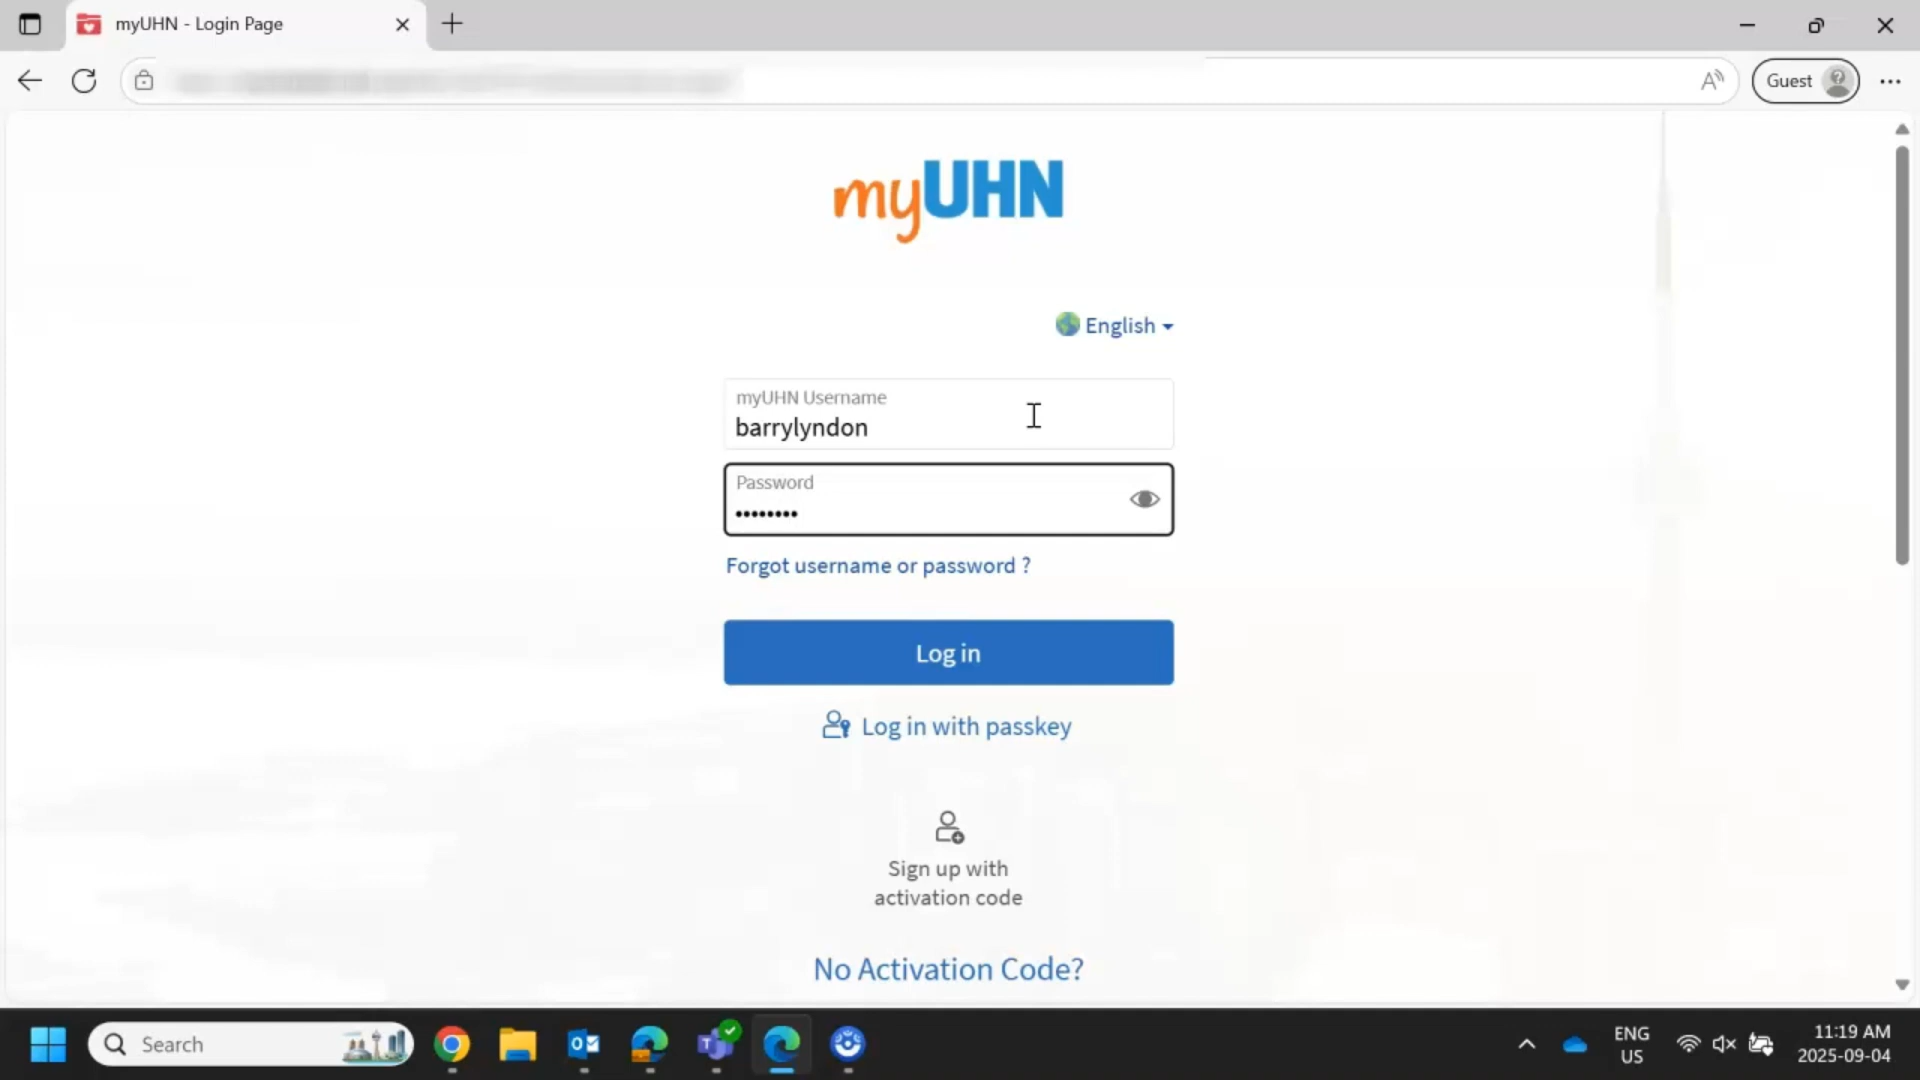 myUHN - Login Page
Guest
myUHN
English
myUHN Username
barrylyndon
Password
••••••••
Forgot username or password ?
Log in
Log in with passkey
Sign up with
activation code
No Activation Code?
Search
ENG
US
11:19 AM
2025-09-04